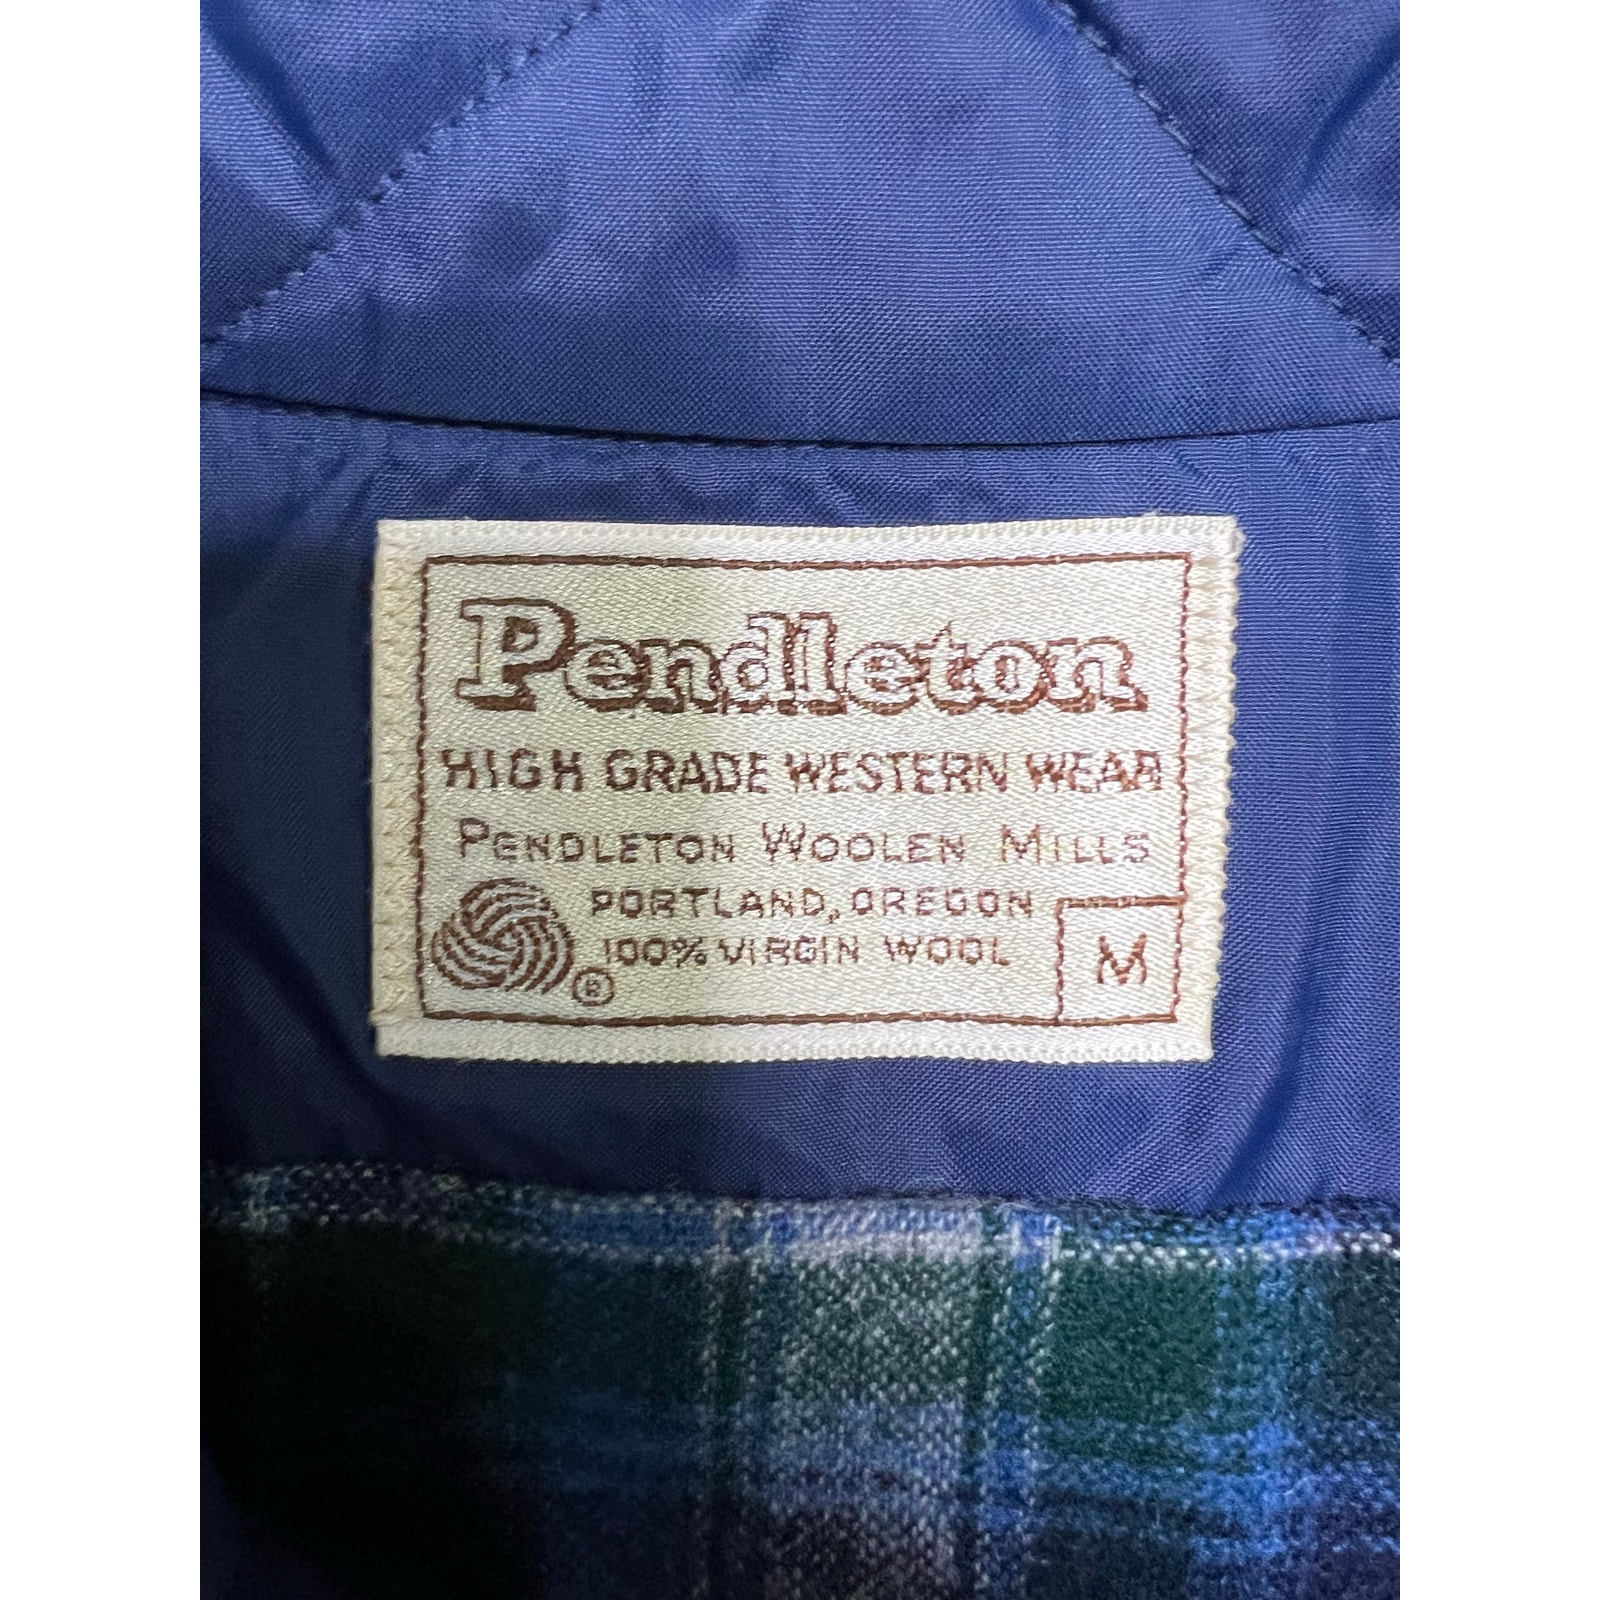 Pendleton
HIGH GRADE WESTERN WEAR
PENDLETON WOOLEN MILLS
PORTLAND, OREGON
100% VIRGIN WOOL
®
M